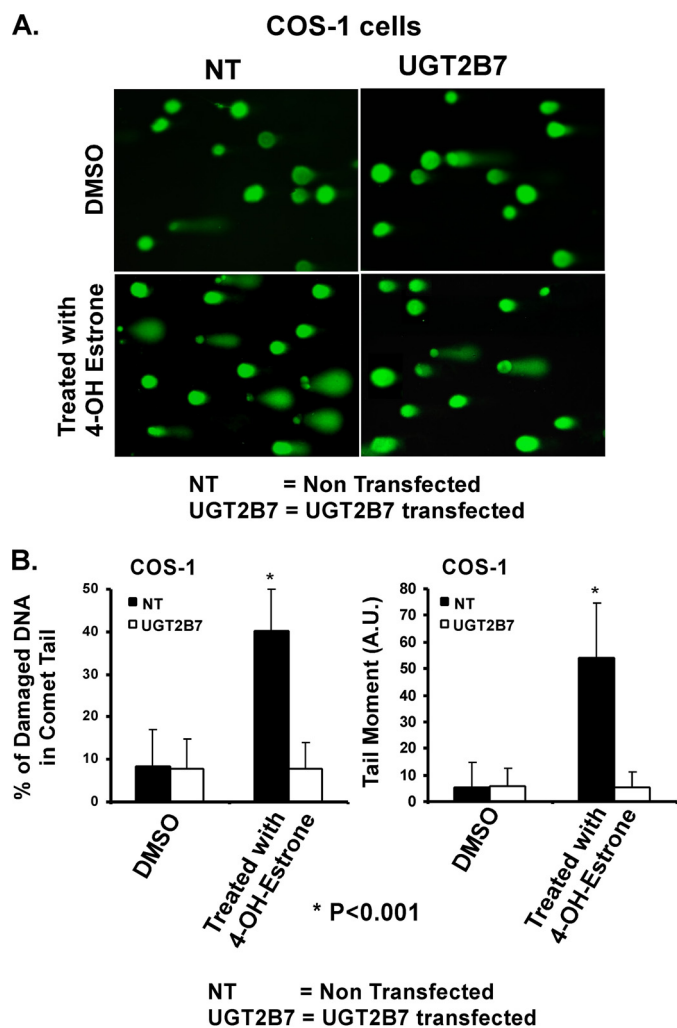 A.
COS-1 cells
NT
UGT2B7
DMSO
Treated with
4-OH Estrone
NT = Non Transfected
UGT2B7 = UGT2B7 transfected
B.
COS-1
% of Damaged DNA
in Comet Tail
50
40
30
20
10
0
NT
UGT2B7
*
DMSO
Treated with
4-OH-Estrone
COS-1
Tail Moment (A.U.)
80
70
60
50
40
30
20
10
0
NT
UGT2B7
*
DMSO
Treated with
4-OH-Estrone
* P<0.001
NT = Non Transfected
UGT2B7 = UGT2B7 transfected